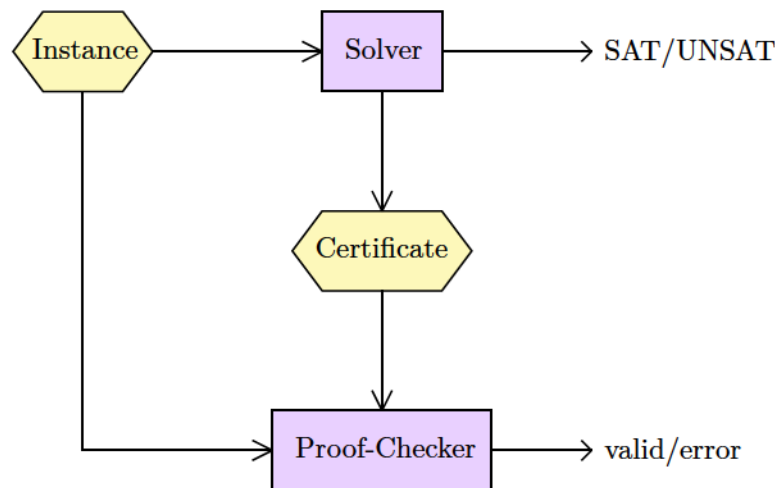 Instance
Solver
SAT/UNSAT
Certificate
Proof-Checker
valid/error